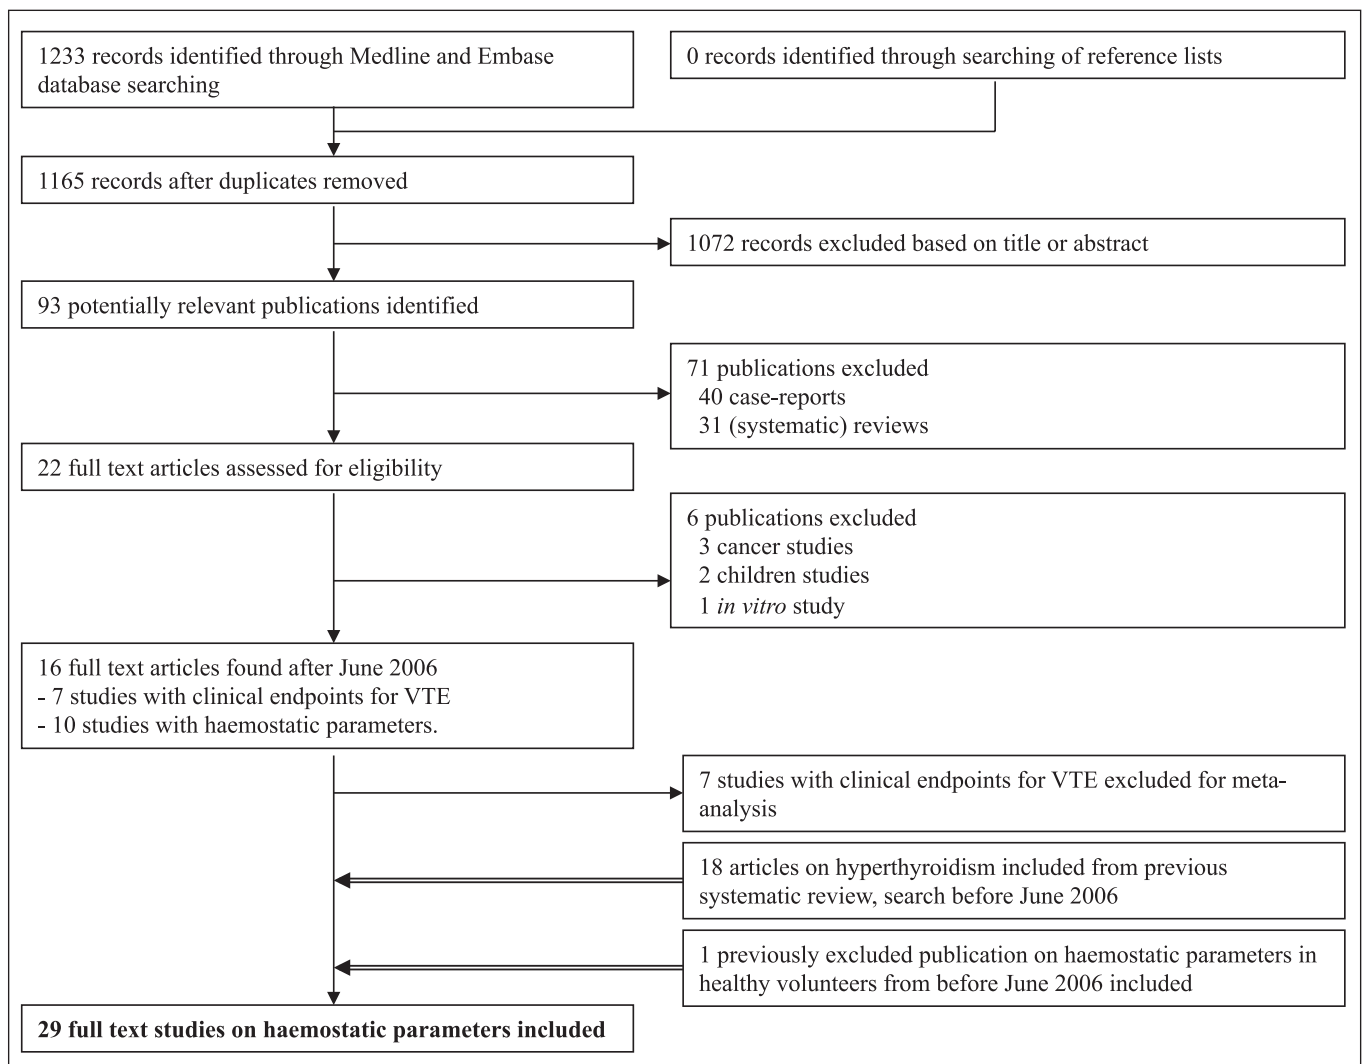 1233 records identified through Medline and Embase
database searching
0 records identified through searching of reference lists
1165 records after duplicates removed
1072 records excluded based on title or abstract
93 potentially relevant publications identified
71 publications excluded
40 case-reports
31 (systematic) reviews
22 full text articles assessed for eligibility
6 publications excluded
3 cancer studies
2 children studies
1 in vitro study
16 full text articles found after June 2006
- 7 studies with clinical endpoints for VTE
- 10 studies with haemostatic parameters.
7 studies with clinical endpoints for VTE excluded for meta-
analysis
18 articles on hyperthyroidism included from previous
systematic review, search before June 2006
1 previously excluded publication on haemostatic parameters in
healthy volunteers from before June 2006 included
29 full text studies on haemostatic parameters included